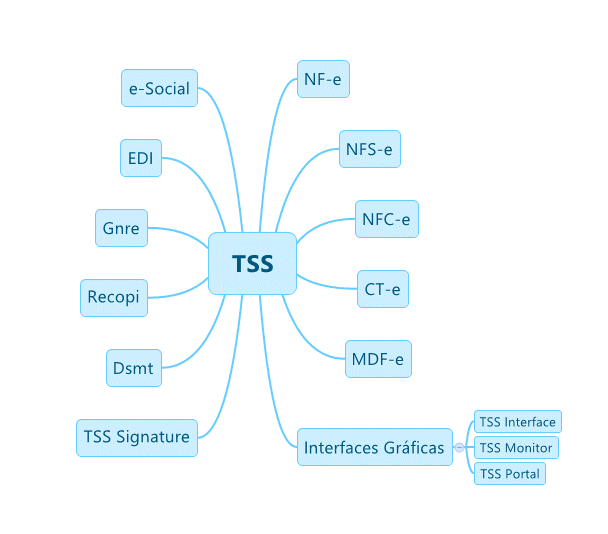 e-Social
NF-e
EDI
NFS-e
Gnre
NFC-e
TSS
Recopi
CT-e
Dsmt
MDF-e
TSS Signature
Interfaces Gráficas
TSS Interface
TSS Monitor
TSS Portal